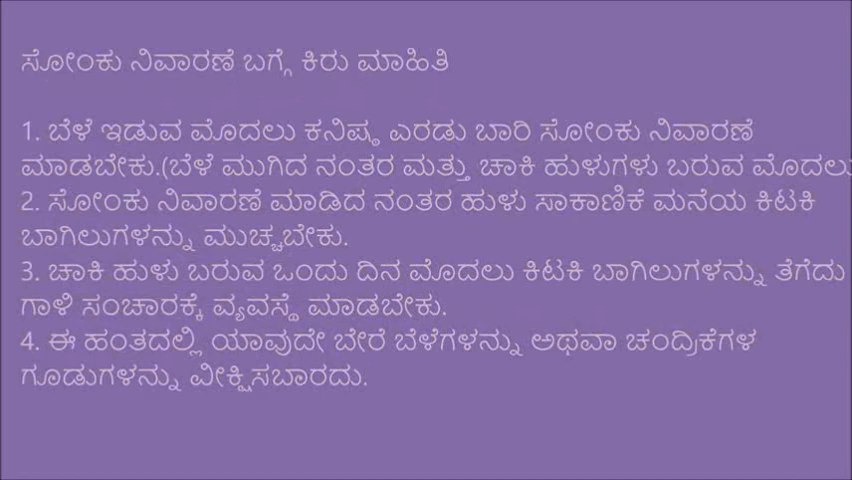 ಸೋಂಕು ನಿವಾರಣೆ ಬಗ್ಗೆ ಕಿರು ಮಾಹಿತಿ
1. ಬೆಳೆ ಇಡುವ ಮೊದಲು ಕನಿಷ್ಠ ಎರಡು ಬಾರಿ ಸೋಂಕು ನಿವಾರಣೆ
ಮಾಡಬೇಕು.(ಬೆಳೆ ಮುಗಿದ ನಂತರ ಮತ್ತು ಚಾಕಿ ಹುಳುಗಳು ಬರುವ ಮೊದಲು
2. ಸೋಂಕು ನಿವಾರಣೆ ಮಾಡಿದ ನಂತರ ಹುಳು ಸಾಕಾಣಿಕೆ ಮನೆಯ ಕಿಟಕಿ
ಬಾಗಿಲುಗಳನ್ನು ಮುಚ್ಚಬೇಕು.
3. ಚಾಕಿ ಹುಳು ಬರುವ ಒಂದು ದಿನ ಮೊದಲು ಕಿಟಕಿ ಬಾಗಿಲುಗಳನ್ನು ತೆಗೆದು
ಗಾಳಿ ಸಂಚಾರಕ್ಕೆ ವ್ಯವಸ್ಥೆ ಮಾಡಬೇಕು.
4. ಈ ಹಂತದಲ್ಲಿ ಯಾವುದೇ ಬೇರೆ ಬೆಳೆಗಳನ್ನು ಅಥವಾ ಚಂದ್ರಿಕೆಗಳ
ಗೂಡುಗಳನ್ನು ವೀಕ್ಷಿಸಬಾರದು.